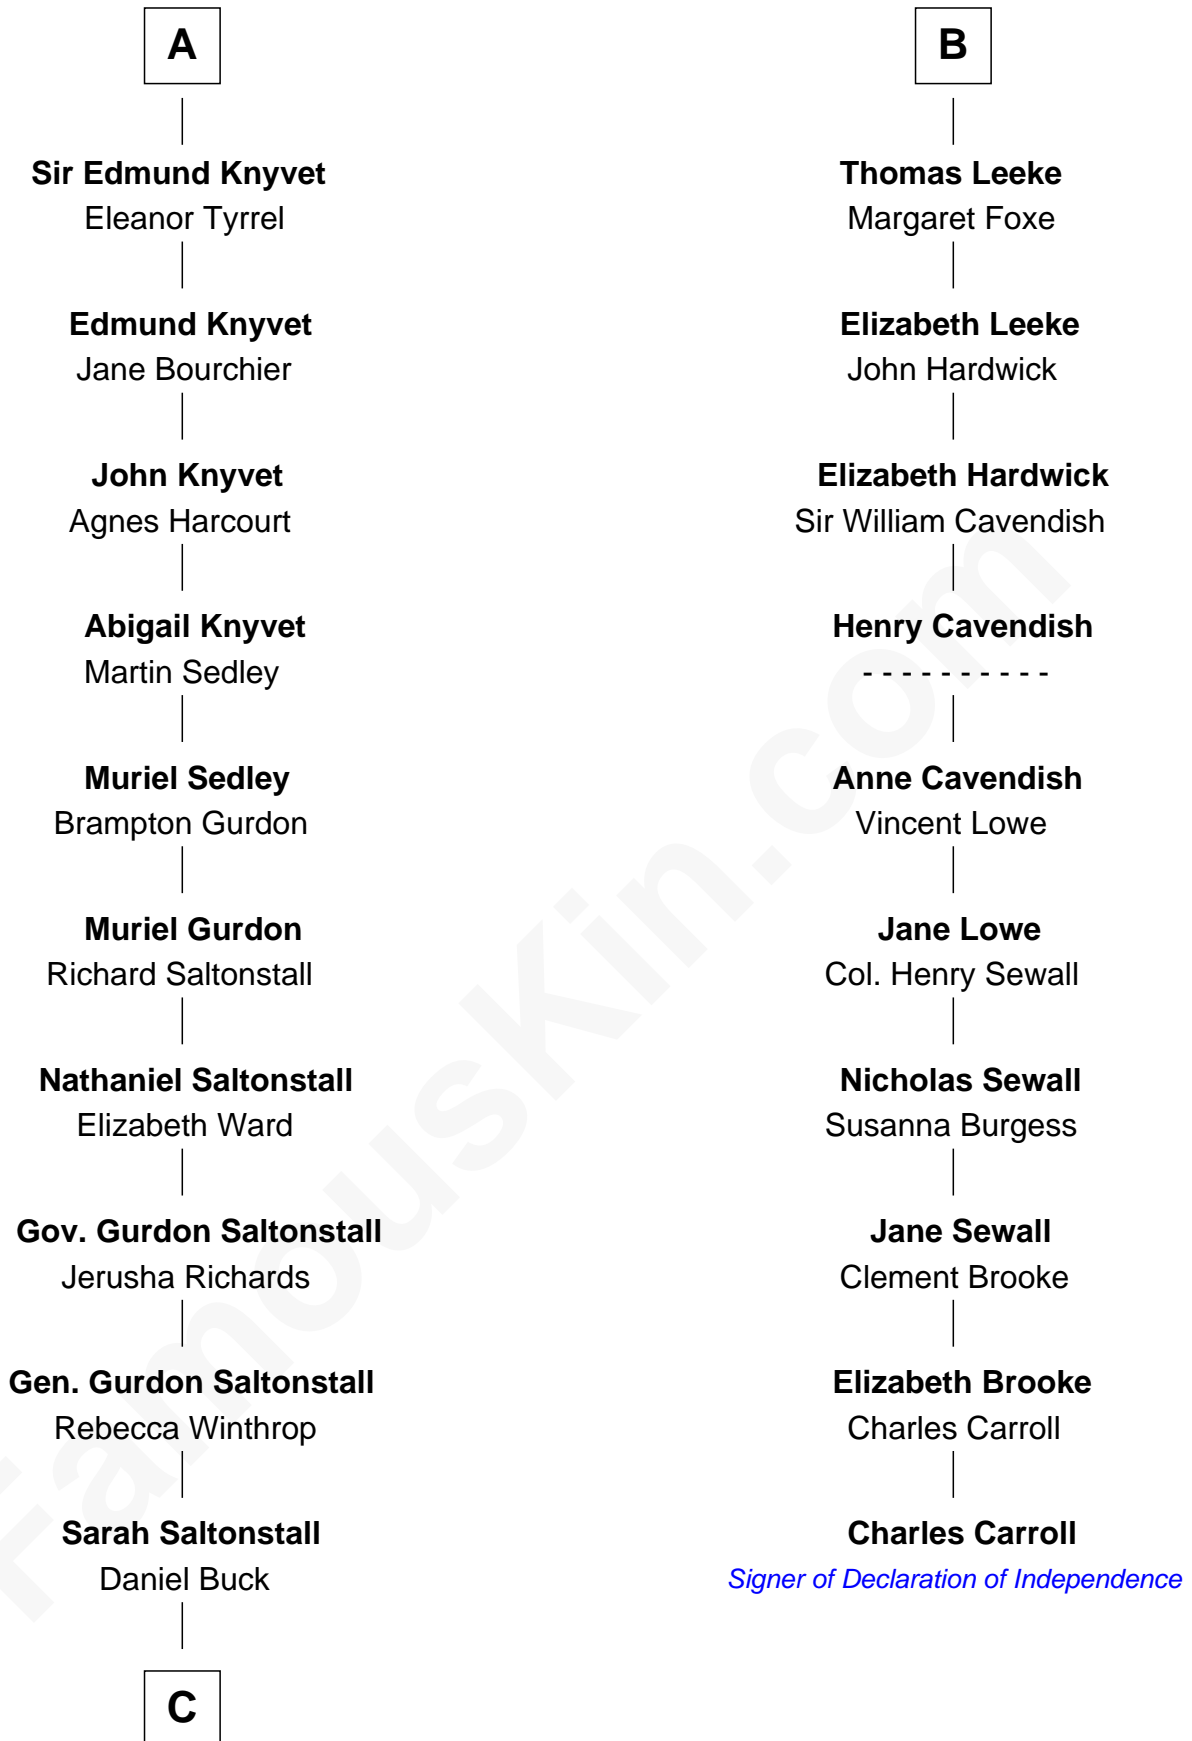 A
Sir Edmund Knyvet
Eleanor Tyrrel
Edmund Knyvet
Jane Bourchier
John Knyvet
Agnes Harcourt
Abigail Knyvet
Martin Sedley
Muriel Sedley
Brampton Gurdon
Muriel Gurdon
Richard Saltonstall
Nathaniel Saltonstall
Elizabeth Ward
Gov. Gurdon Saltonstall
Jerusha Richards
Gen. Gurdon Saltonstall
Rebecca Winthrop
Sarah Saltonstall
Daniel Buck
C
B
Thomas Leeke
Margaret Foxe
Elizabeth Leeke
John Hardwick
Elizabeth Hardwick
Sir William Cavendish
Henry Cavendish
- - - - - - - - - -
Anne Cavendish
Vincent Lowe
Jane Lowe
Col. Henry Sewall
Nicholas Sewall
Susanna Burgess
Jane Sewall
Clement Brooke
Elizabeth Brooke
Charles Carroll
Charles Carroll
Signer of Declaration of Independence
FamousKin.com